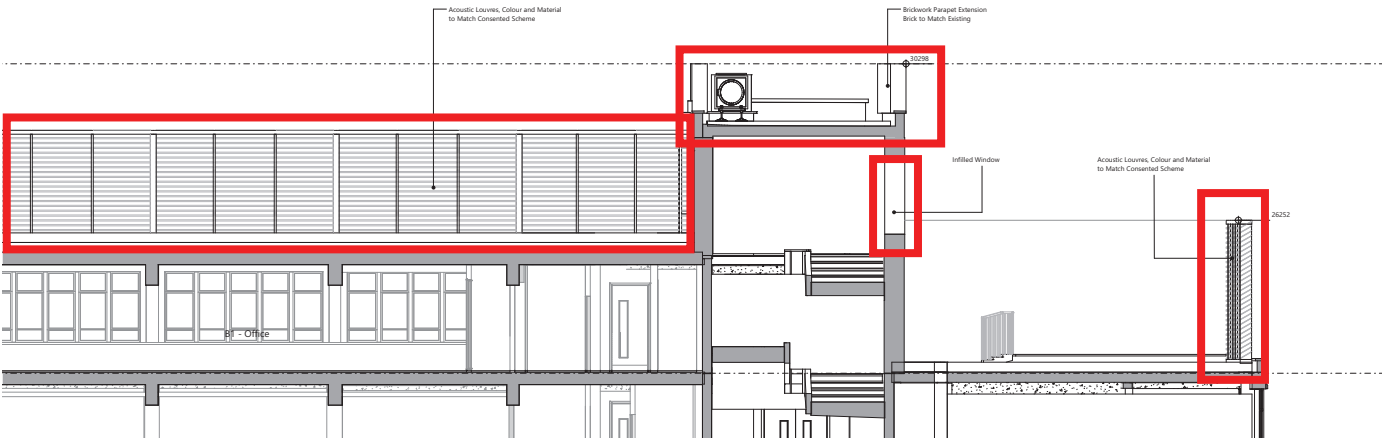 Acoustic Louvres, Colour and Material
to Match Consented Scheme
Brickwork Parapet Extension
Brick to Match Existing
30298
Infilled Window
Acoustic Louvres, Colour and Material
to Match Consented Scheme
26252
B1 - Office